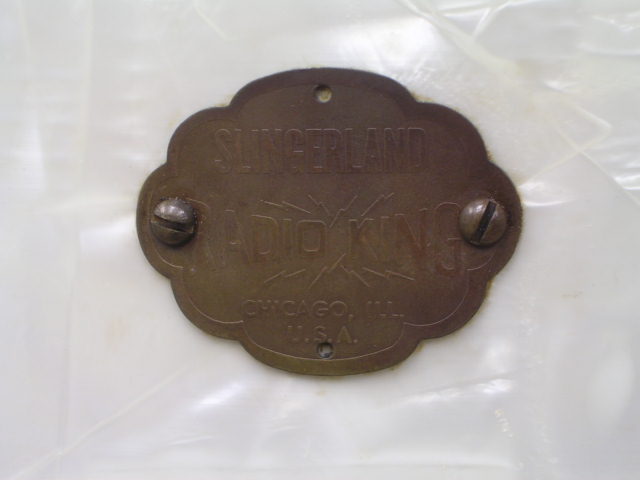 SLINGERLAND
RADIO KING
CHICAGO, ILL.
U.S.A.